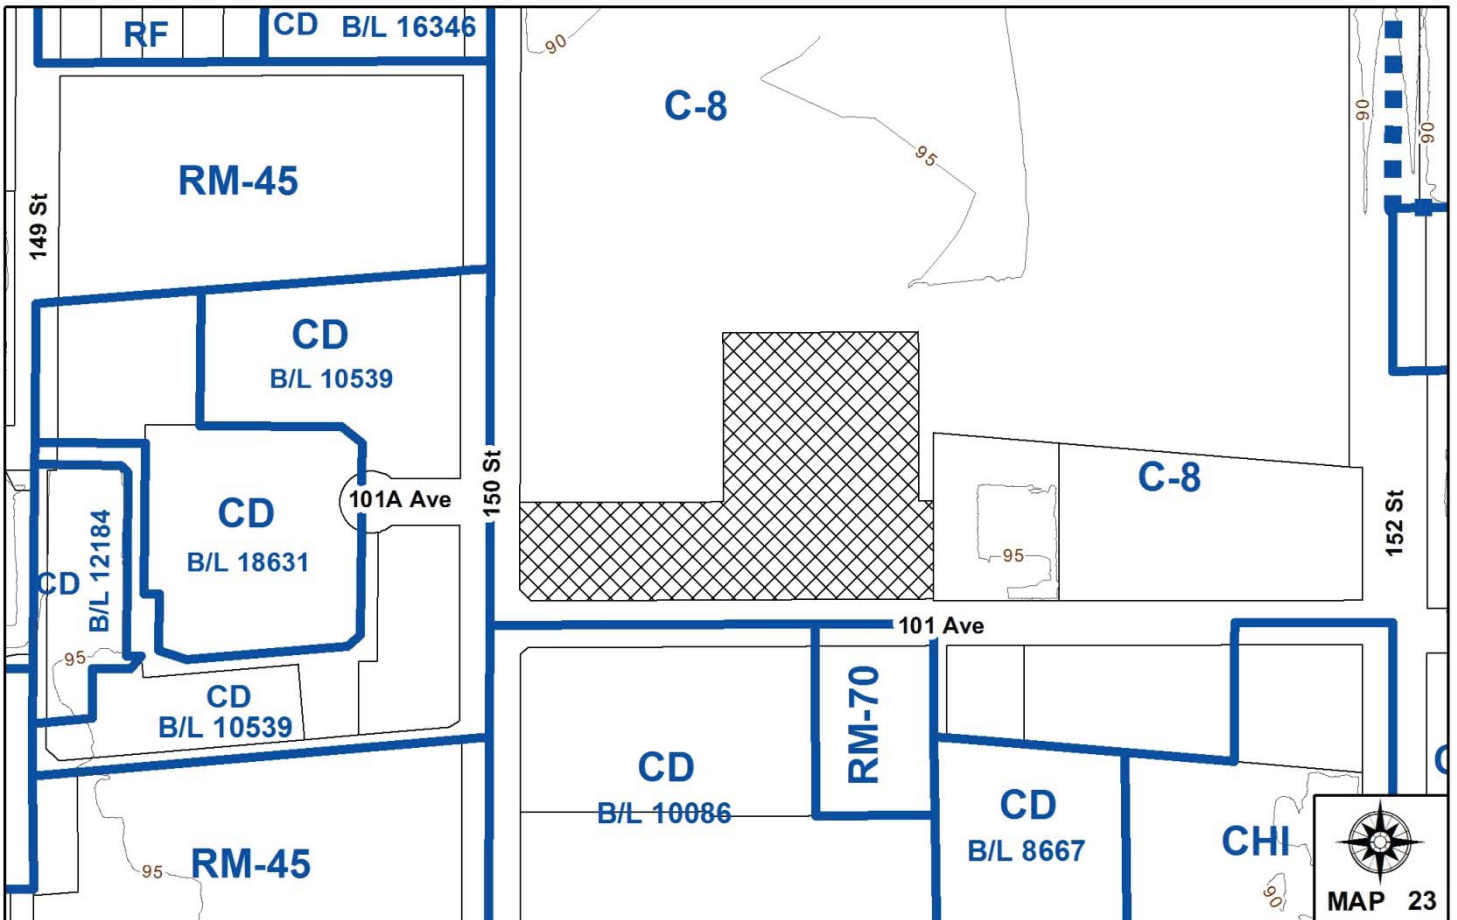 RF
CD B/L 16346
90
C-8
90
90
95
RM-45
149 St
CD
B/L 10539
150 St
101A Ave
C-8
152 St
CD
B/L 18631
CD
B/L 12184
95
95
101 Ave
CD
B/L 10539
RM-70
CD
B/L 10086
CD
B/L 8667
CHI
RM-45
95
90
MAP 23